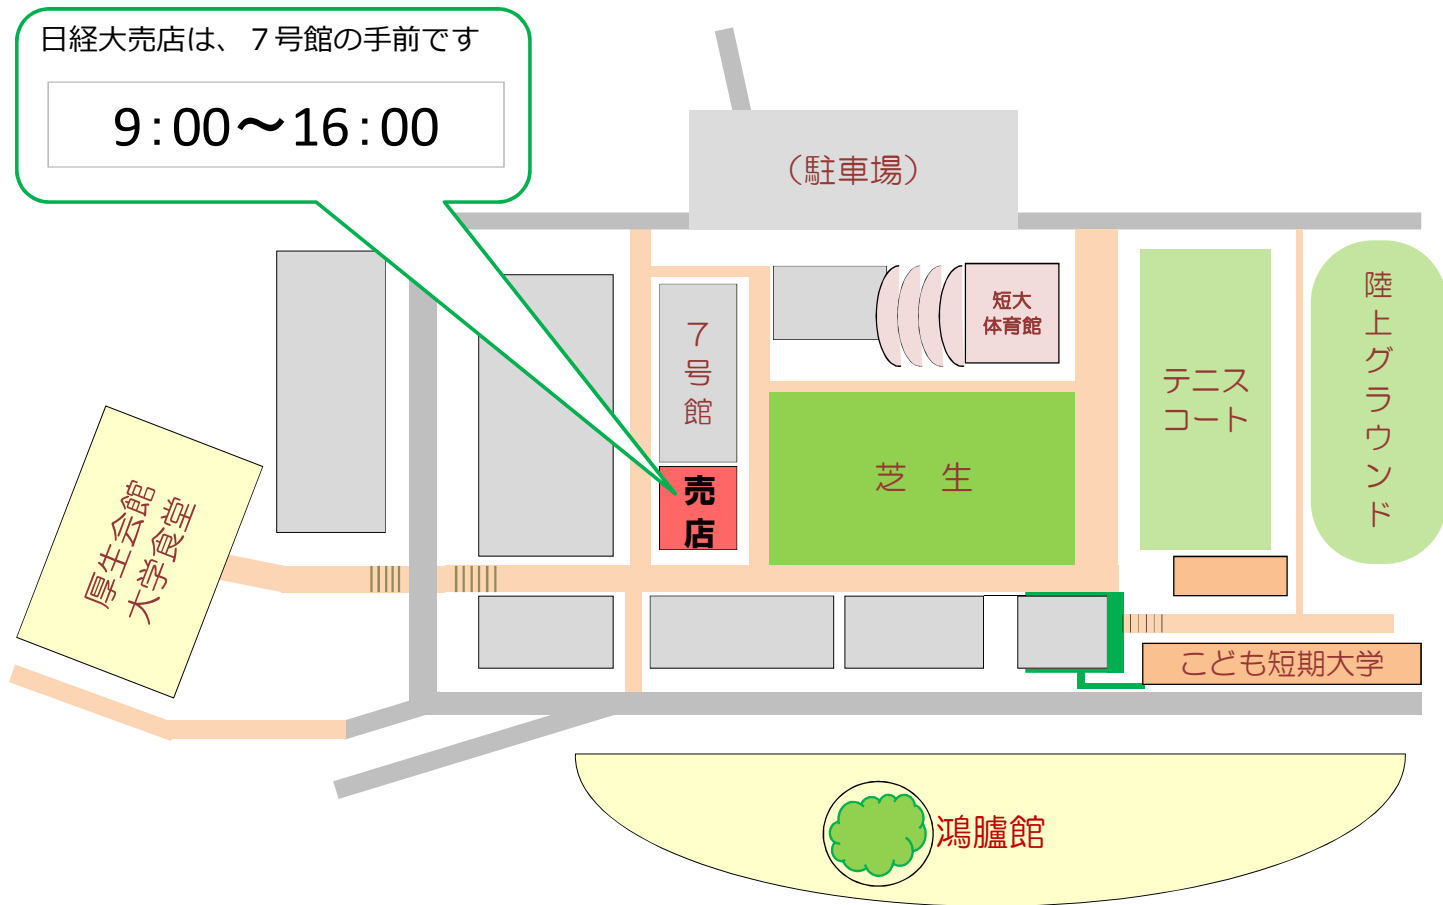 日経大売店は、７号館の手前です
9:00～16:00
（駐車場）
７号館
売店
短大
体育館
芝　生
テニス
コート
陸上グラウンド
厚生会館
大学食堂
こども短期大学
鴻臚館